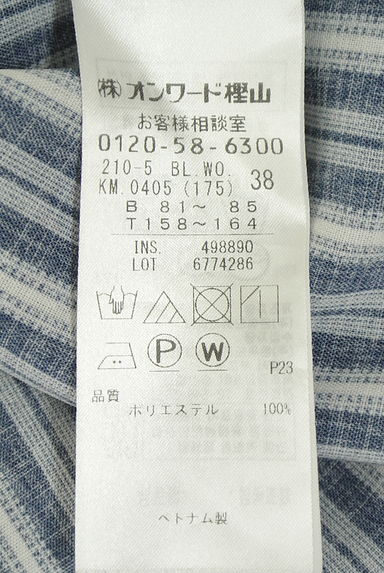 (株)オンワード樫山
お客様相談室
0120-58-6300
210-5 BL.WO.
KM.0405(175) 38
B 81〜 85
T158〜164
INS. 498890
LOT 6774286
P W
P23
品質
ポリエステル 100%
ベトナム製